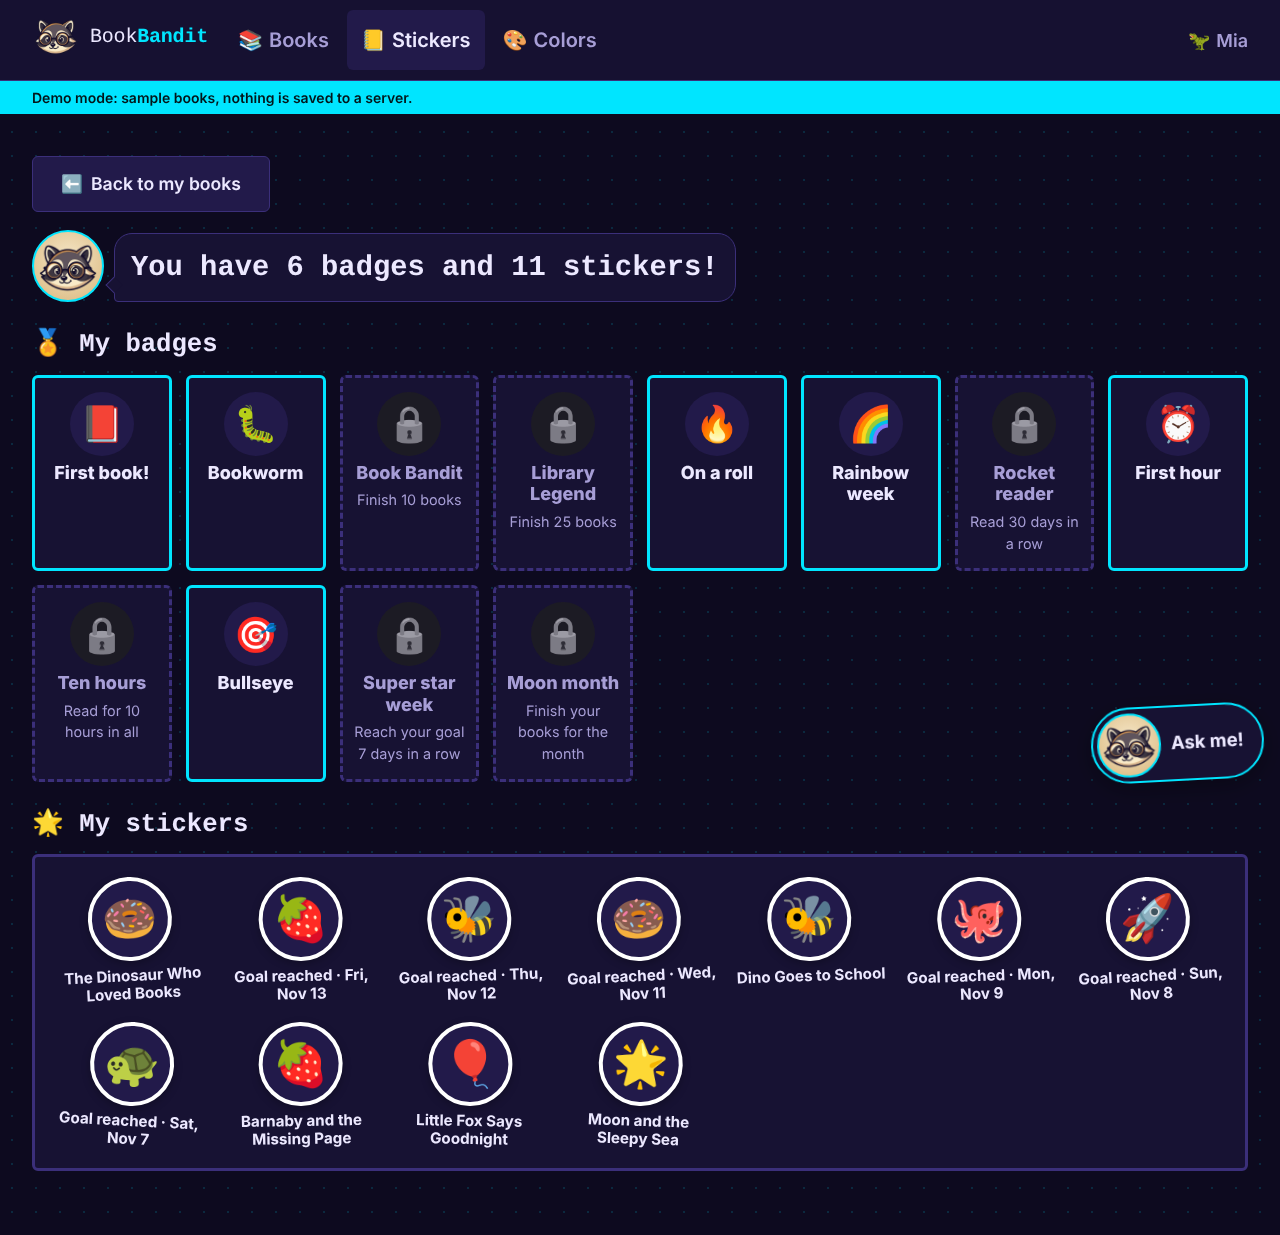 BookBandit
Books
Stickers
Colors
Mia
Demo mode: sample books, nothing is saved to a server.
Back to my books
You have 6 badges and 11 stickers!
My badges
First book!
Bookworm
Book Bandit
Finish 10 books
Library
Legend
Finish 25 books
On a roll
Rainbow
week
Rocket
reader
Read 30 days in
a row
First hour
Ten hours
Read for 10
hours in all
Bullseye
Super star
week
Reach your goal
7 days in a row
Moon month
Finish your
books for the
month
Ask me!
My stickers
The Dinosaur Who
Loved Books
Goal reached · Fri,
Nov 13
Goal reached · Thu,
Nov 12
Goal reached · Wed,
Nov 11
Dino Goes to School
Goal reached · Mon,
Nov 9
Goal reached · Sun,
Nov 8
Goal reached · Sat,
Nov 7
Barnaby and the
Missing Page
Little Fox Says
Goodnight
Moon and the
Sleepy Sea